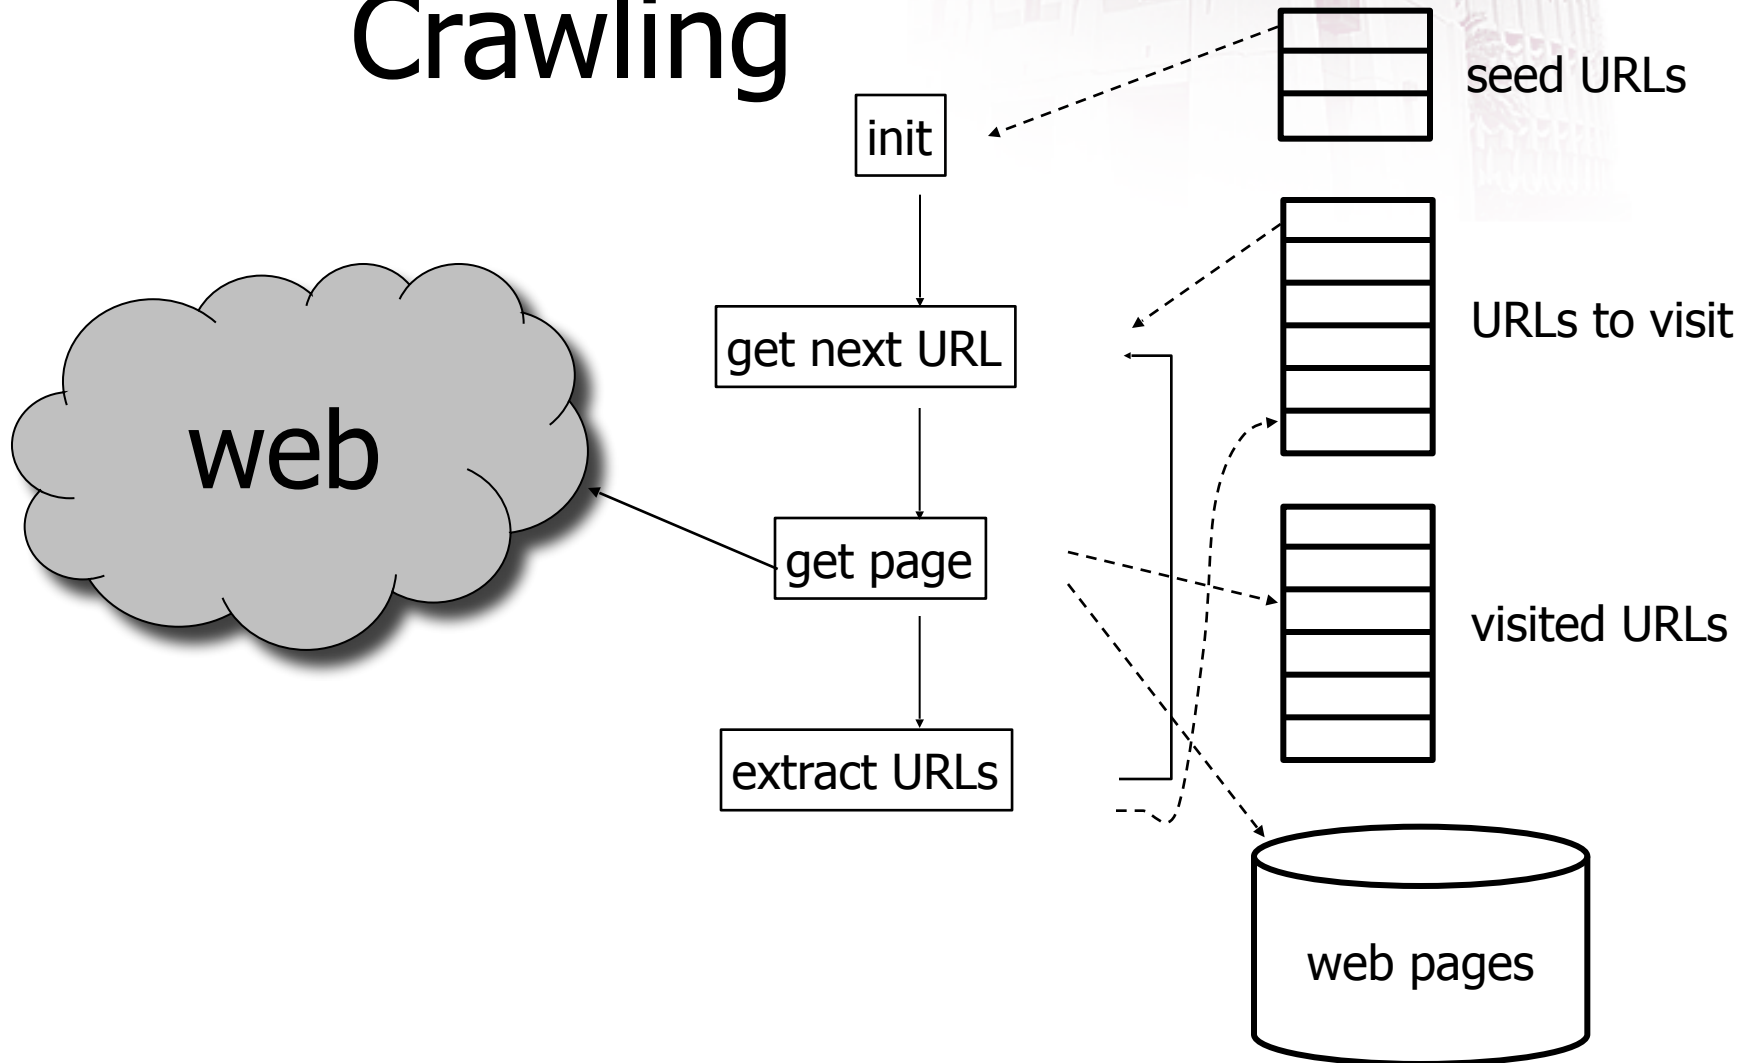 Crawling
init
seed URLs
get next URL
URLs to visit
web
get page
visited URLs
extract URLs
web pages